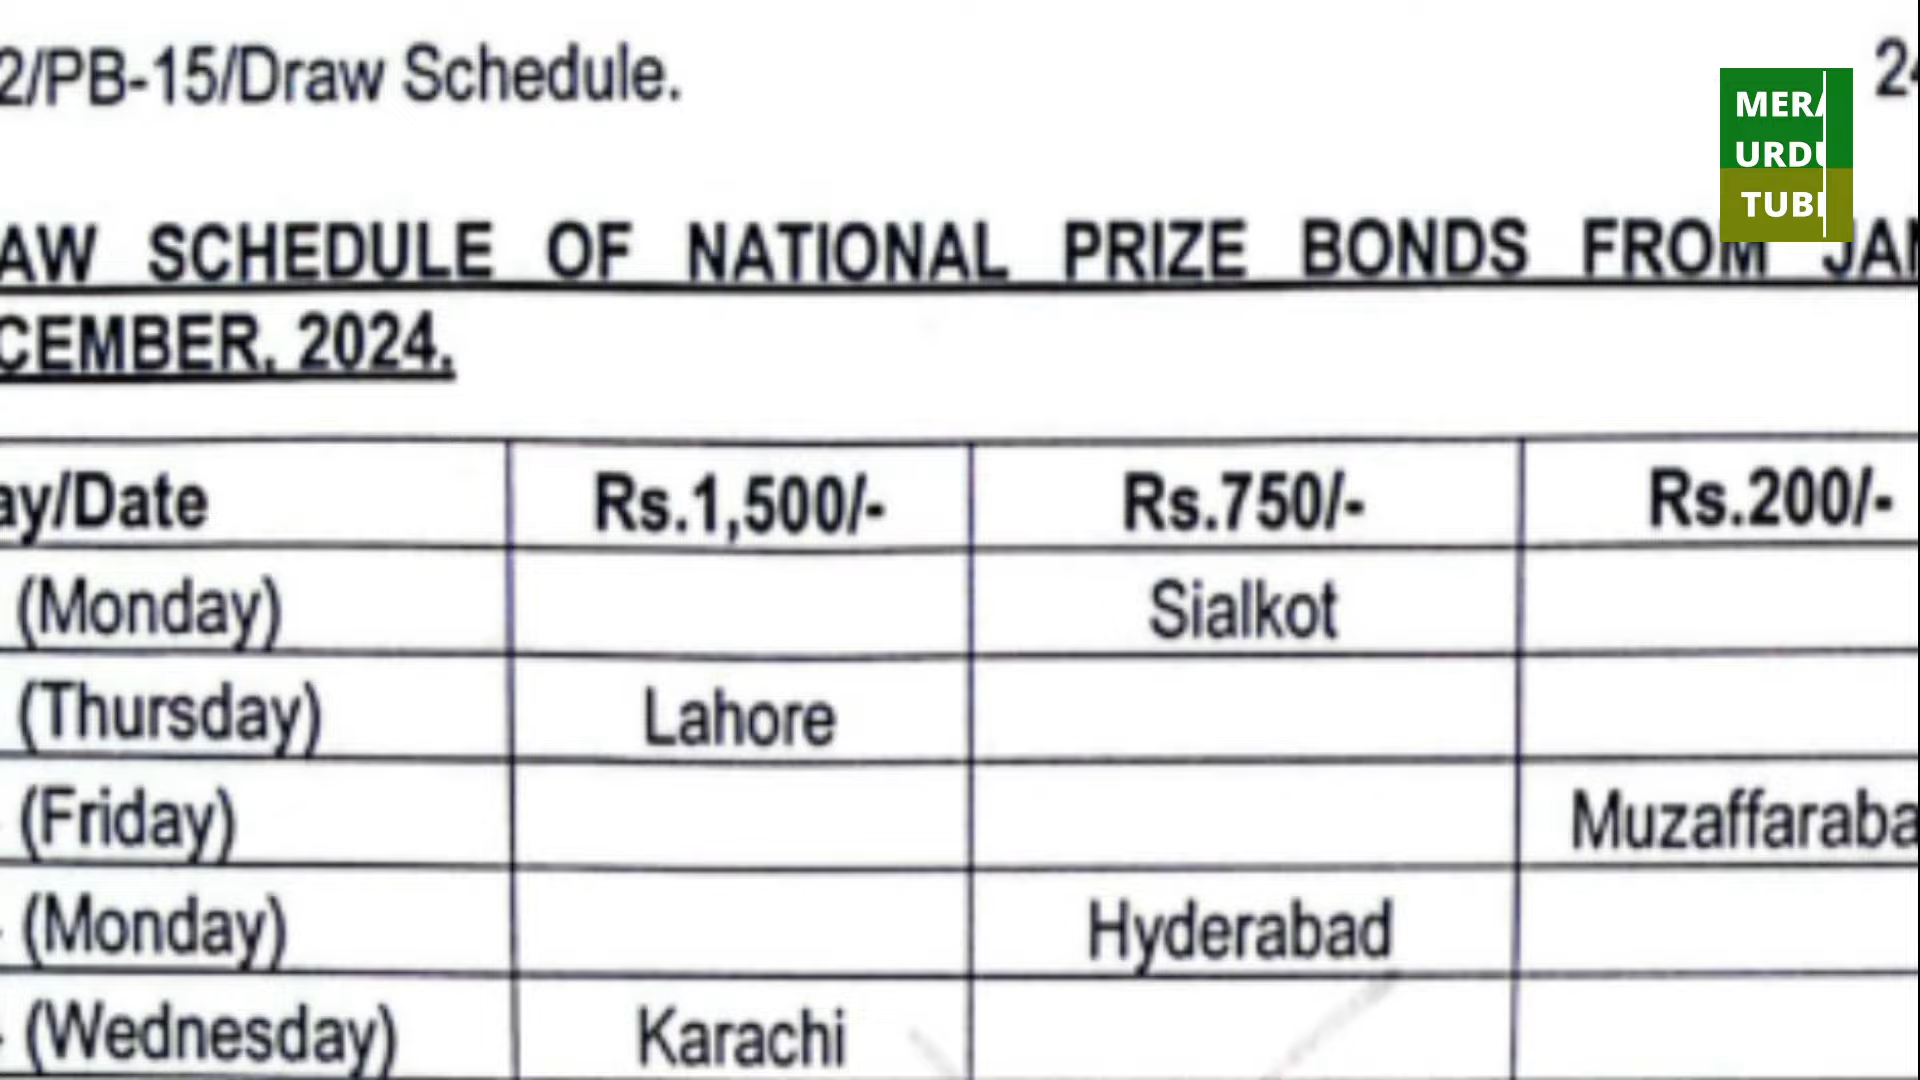 2/PB-15/Draw Schedule.
24
MERA
URDU
TUBE
AW SCHEDULE OF NATIONAL PRIZE BONDS FROM JAN
CEMBER, 2024.
ay/Date Rs.1,500/- Rs.750/- Rs.200/-
(Monday) Sialkot
(Thursday) Lahore
(Friday) Muzaffaraba
(Monday) Hyderabad
(Wednesday) Karachi